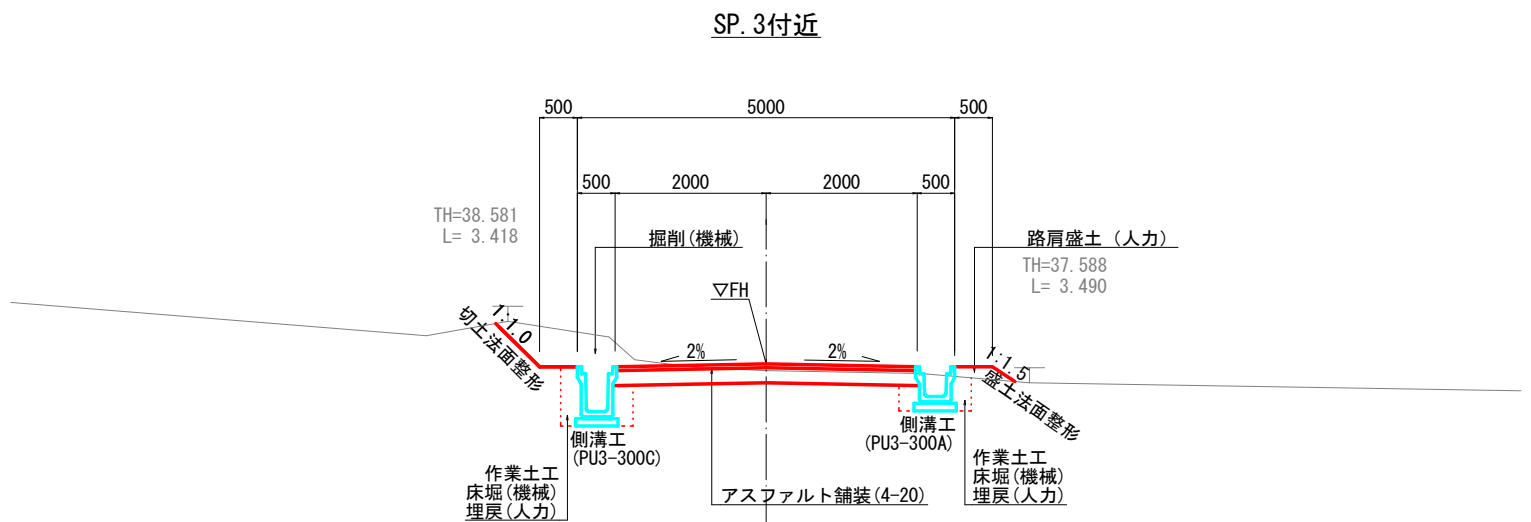 SP.3付近
500 5000 500
500 2000 2000 500
TH=38.581
L= 3.418
掘削(機械)
路肩盛土 (人力)
TH=37.588
L= 3.490
▽FH
1:1.0
切土法面整形
2% 2%
1:1.5
盛土法面整形
側溝工
(PU3-300C)
側溝工
(PU3-300A)
作業土工
床堀(機械)
埋戻(人力)
アスファルト舗装(4-20)
作業土工
床堀(機械)
埋戻(人力)